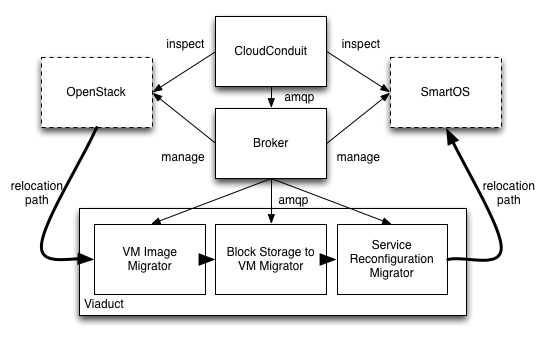 CloudConduit
inspect
inspect
OpenStack
SmartOS
amqp
Broker
manage
manage
relocation
path
relocation
path
amqp
VM Image
Migrator
Block Storage to
VM Migrator
Service
Reconfiguration
Migrator
Viaduct